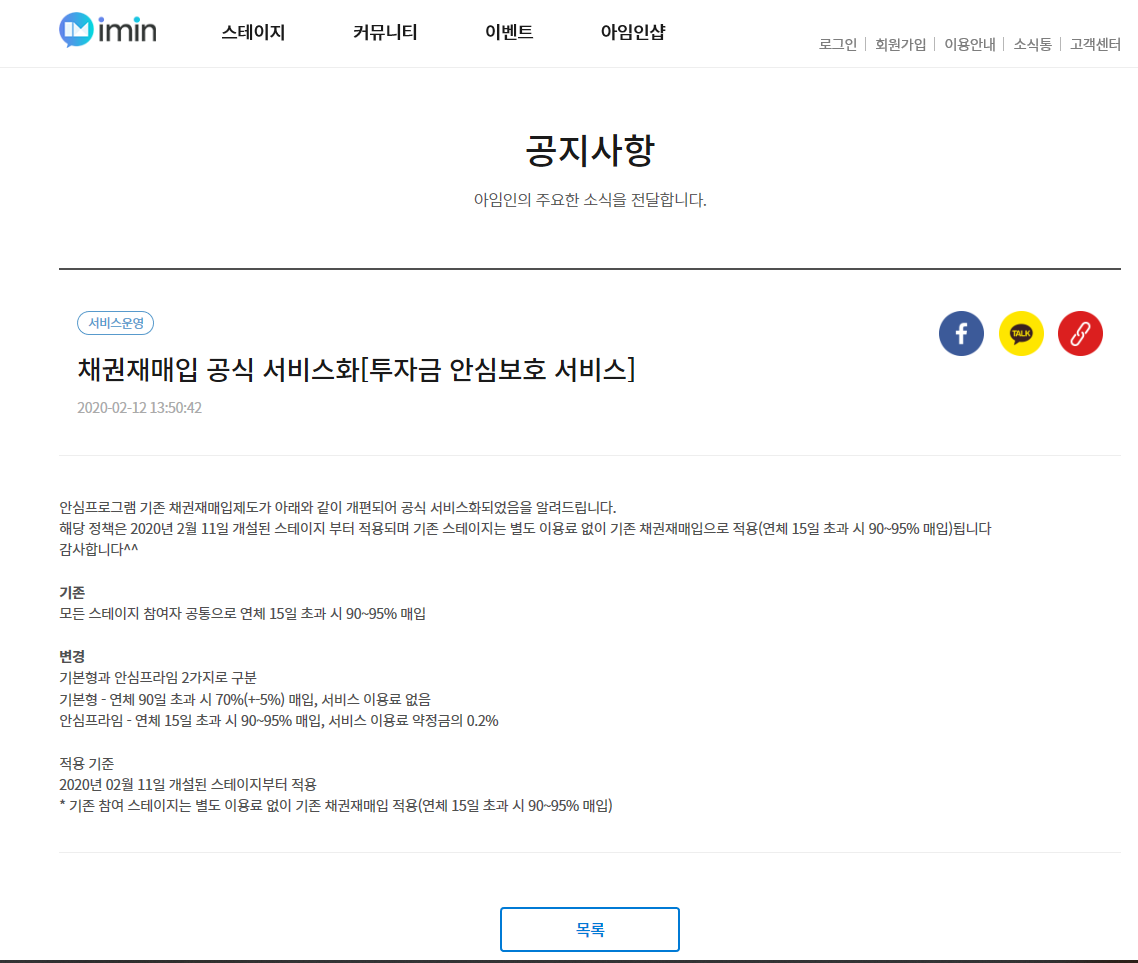 imin
스테이지
커뮤니티
이벤트
아임인샵
로그인
회원가입
이용안내
소식통
고객센터
공지사항
아임인의 주요한 소식을 전달합니다.
서비스운영
TALK
채권재매입 공식 서비스화[투자금 안심보호 서비스]
2020-02-12 13:50:42
안심프로그램 기존 채권재매입제도가 아래와 같이 개편되어 공식 서비스화되었음을 알려드립니다.
해당 정책은 2020년 2월 11일 개설된 스테이지 부터 적용되며 기존 스테이지는 별도 이용료 없이 기존 채권재매입으로 적용(연체 15일 초과 시 90~95% 매입)됩니다
감사합니다^^
기존
모든 스테이지 참여자 공통으로 연체 15일 초과 시 90~95% 매입
변경
기본형과 안심프라임 2가지로 구분
기본형 - 연체 90일 초과 시 70%(+-5%) 매입, 서비스 이용료 없음
안심프라임 - 연체 15일 초과 시 90~95% 매입, 서비스 이용료 약정금의 0.2%
적용 기준
2020년 02월 11일 개설된 스테이지부터 적용
* 기존 참여 스테이지는 별도 이용료 없이 기존 채권재매입 적용(연체 15일 초과 시 90~95% 매입)
목록